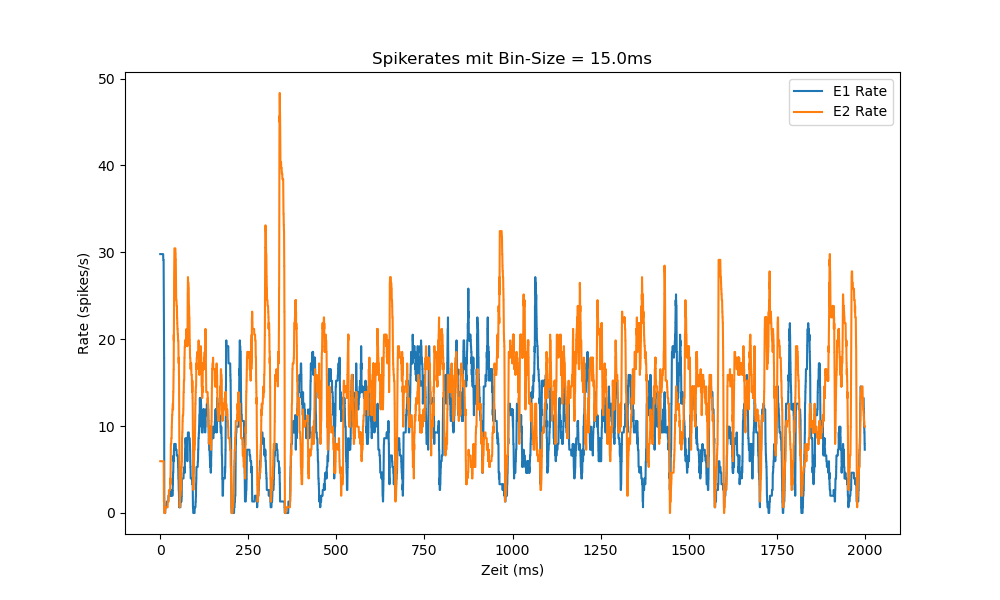 Spikerates mit Bin-Size = 15.0ms
E1 Rate
E2 Rate
50
40
30
20
10
0
Rate (spikes/s)
0 250 500 750 1000 1250 1500 1750 2000
Zeit (ms)